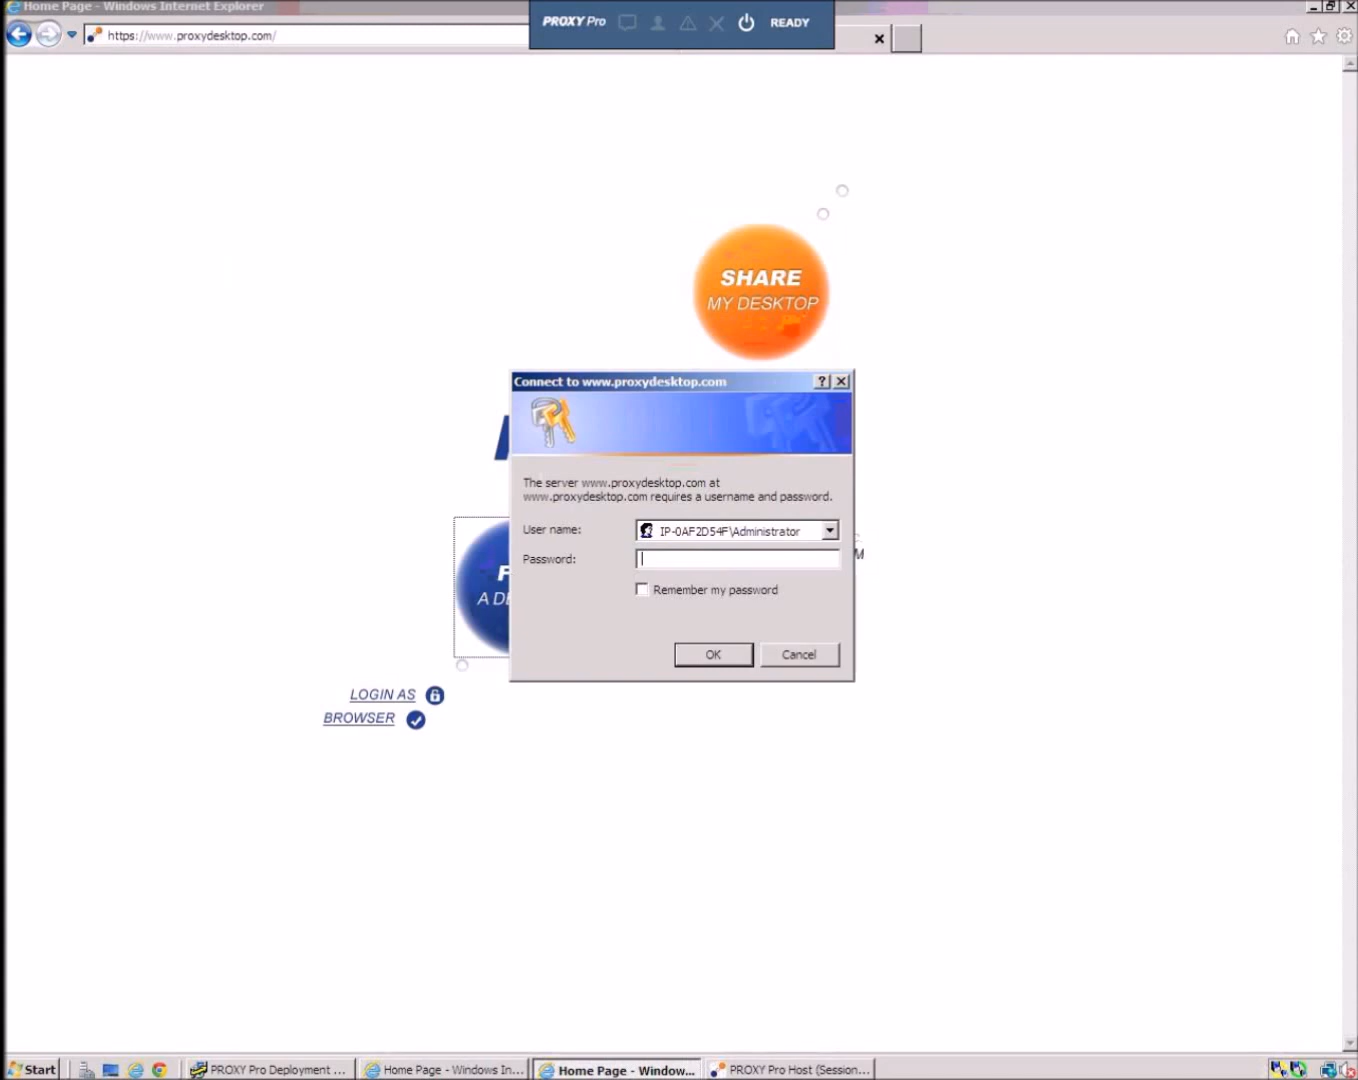 Home Page - Windows Internet Explorer
PROXY Pro READY
https://www.proxydesktop.com/
SHARE
MY DESKTOP
Connect to www.proxydesktop.com
The server www.proxydesktop.com at
www.proxydesktop.com requires a username and password.
User name: IP-0AF2D54F\Administrator
Password:
Remember my password
OK Cancel
A DE
LOGIN AS
BROWSER
Start PROXY Pro Deployment ... Home Page - Windows In... Home Page - Window... PROXY Pro Host (Session...